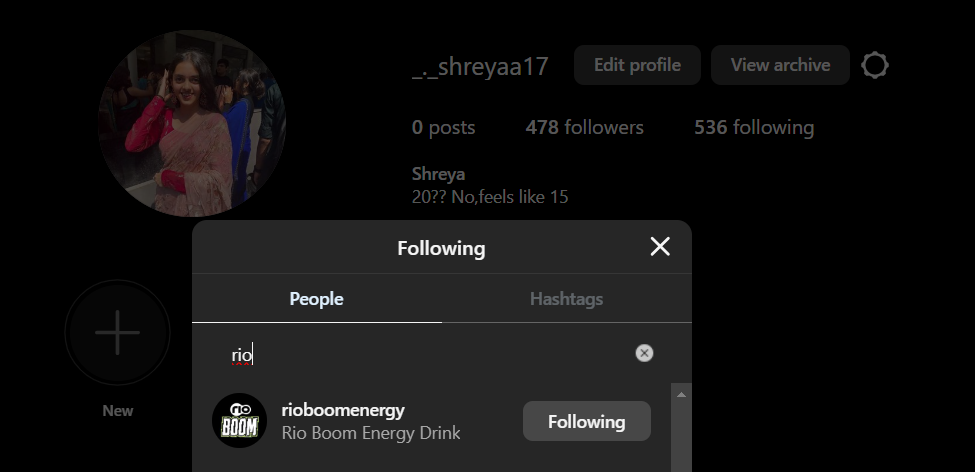 _._shreyaa17
Edit profile
View archive
0 posts
478 followers
536 following
Shreya
20?? No,feels like 15
Following
People
Hashtags
rio
New
rio
BOOM
rioboomenergy
Rio Boom Energy Drink
Following